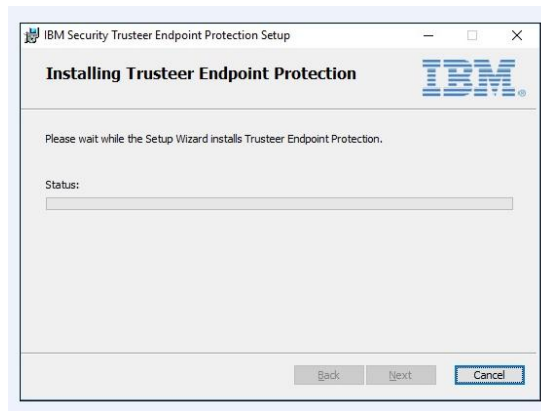 IBM Security Trusteer Endpoint Protection Setup
Installing Trusteer Endpoint Protection
IBM®
Please wait while the Setup Wizard installs Trusteer Endpoint Protection.
Status:
Back
Next
Cancel